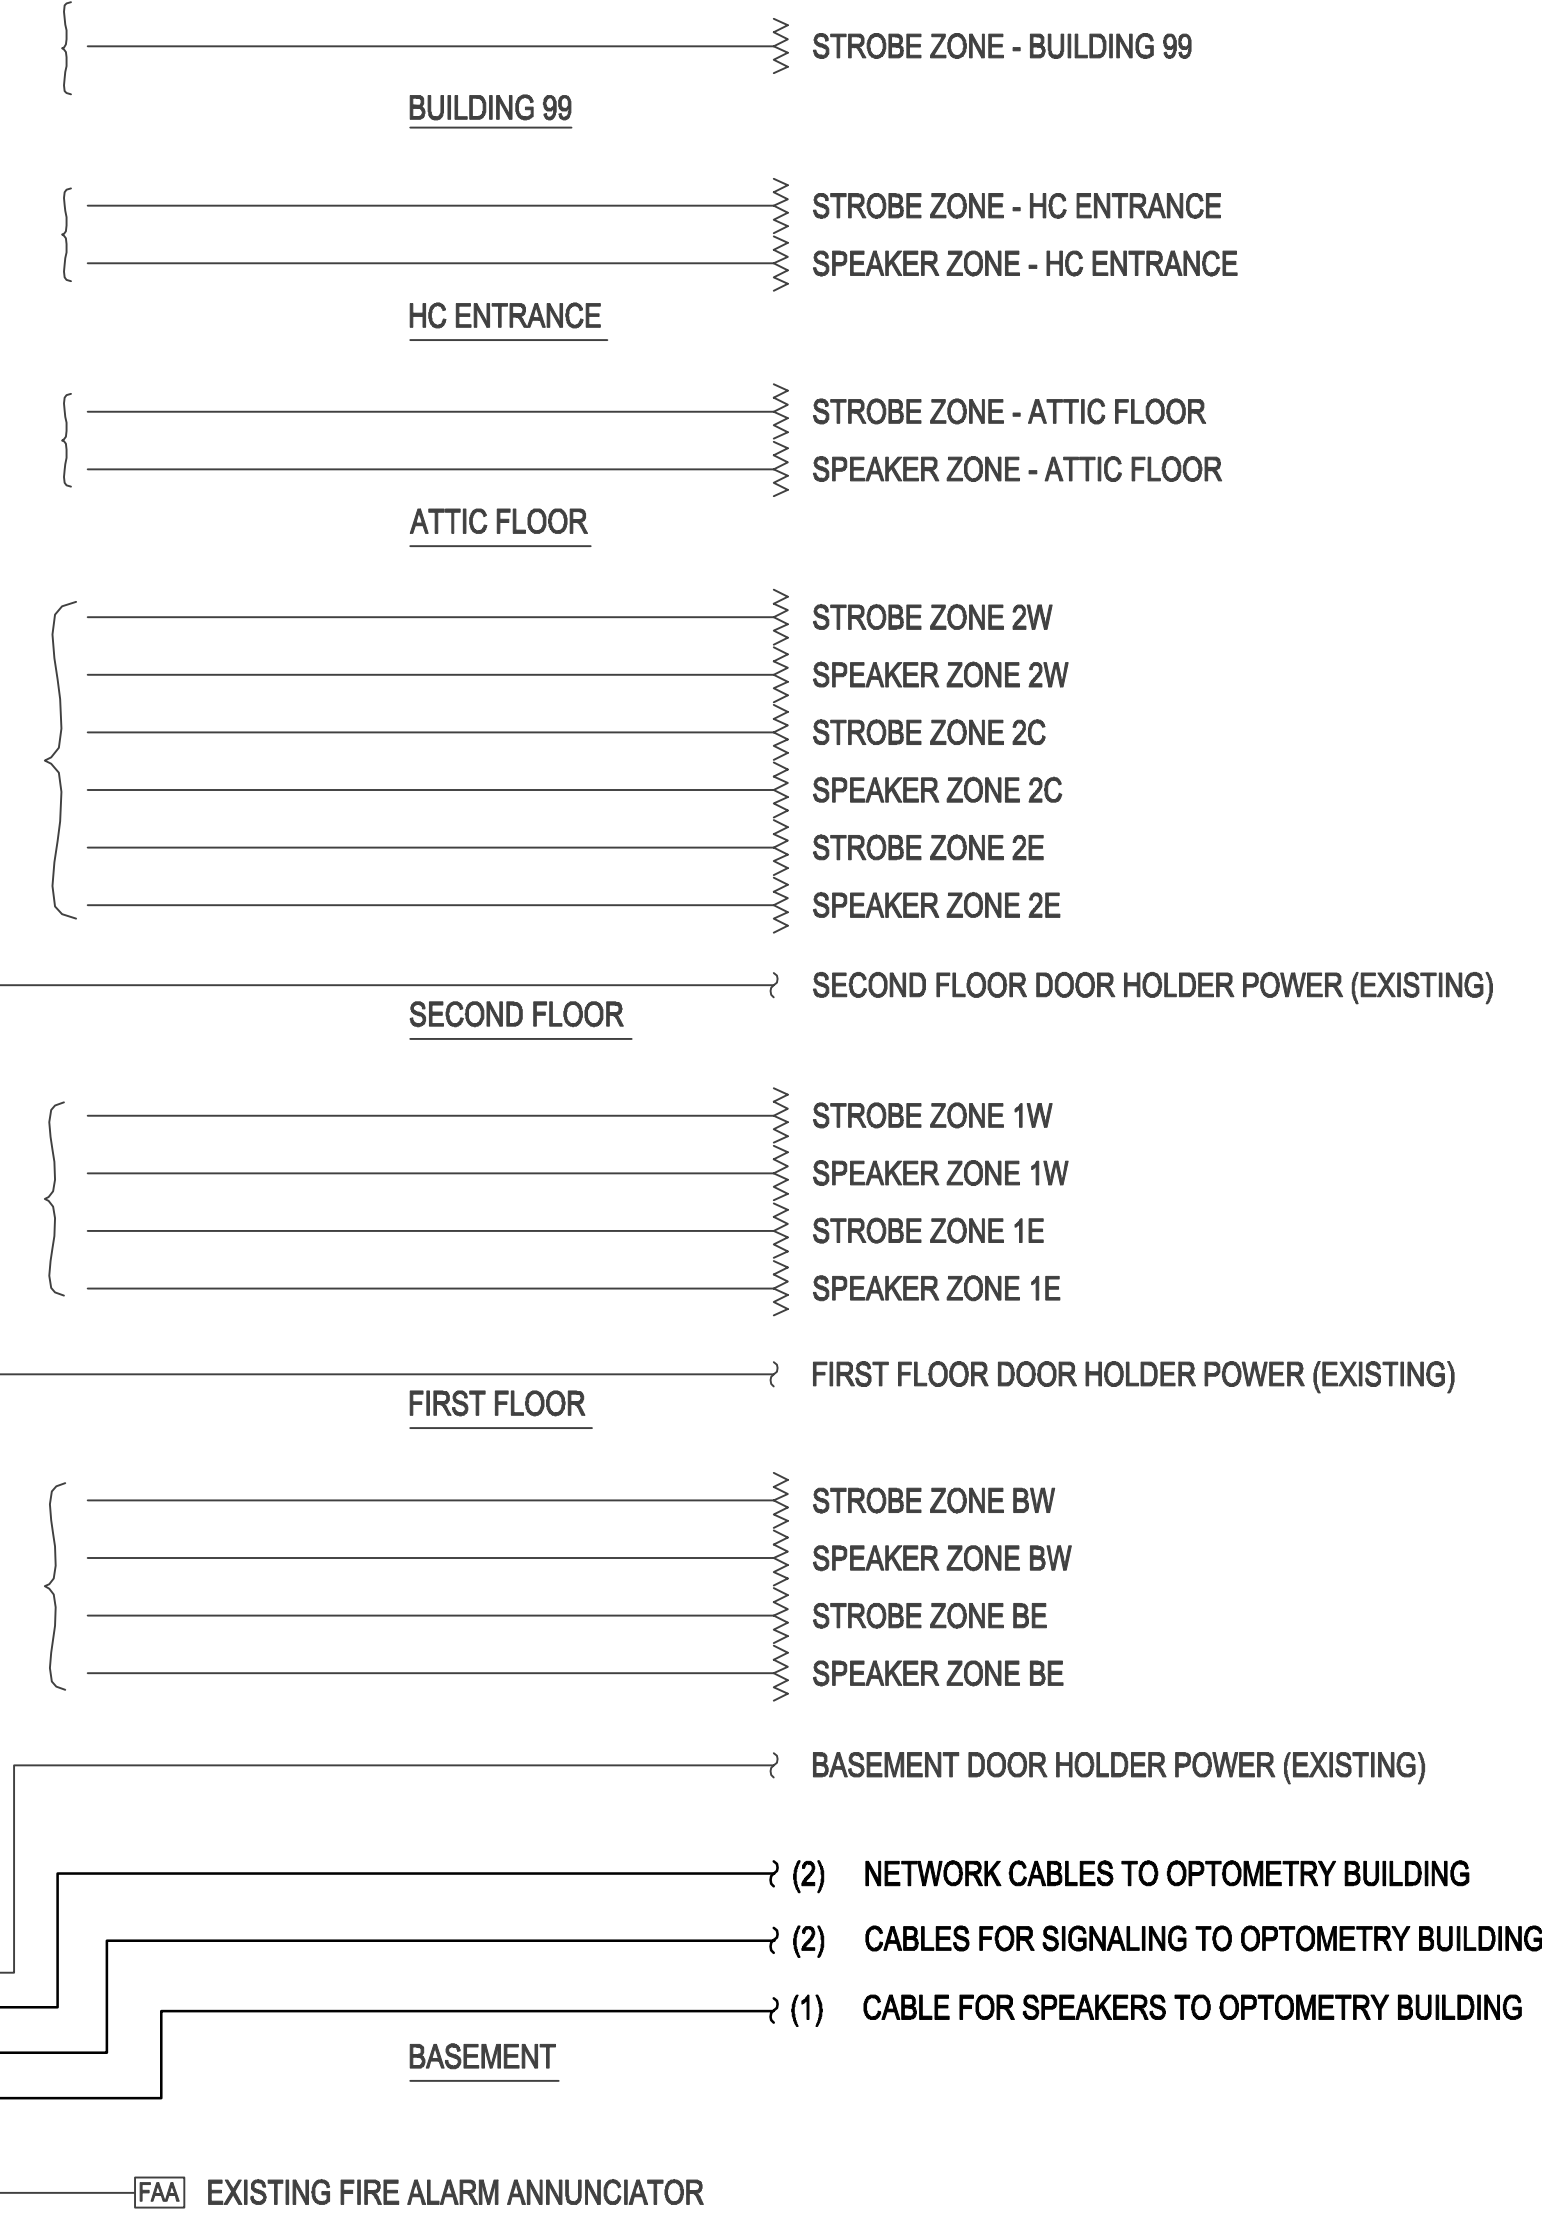 STROBE ZONE - BUILDING 99
BUILDING 99
STROBE ZONE - HC ENTRANCE
SPEAKER ZONE - HC ENTRANCE
HC ENTRANCE
STROBE ZONE - ATTIC FLOOR
SPEAKER ZONE - ATTIC FLOOR
ATTIC FLOOR
STROBE ZONE 2W
SPEAKER ZONE 2W
STROBE ZONE 2C
SPEAKER ZONE 2C
STROBE ZONE 2E
SPEAKER ZONE 2E
SECOND FLOOR DOOR HOLDER POWER (EXISTING)
SECOND FLOOR
STROBE ZONE 1W
SPEAKER ZONE 1W
STROBE ZONE 1E
SPEAKER ZONE 1E
FIRST FLOOR DOOR HOLDER POWER (EXISTING)
FIRST FLOOR
STROBE ZONE BW
SPEAKER ZONE BW
STROBE ZONE BE
SPEAKER ZONE BE
BASEMENT DOOR HOLDER POWER (EXISTING)
(2) NETWORK CABLES TO OPTOMETRY BUILDING
(2) CABLES FOR SIGNALING TO OPTOMETRY BUILDING
(1) CABLE FOR SPEAKERS TO OPTOMETRY BUILDING
BASEMENT
FAA EXISTING FIRE ALARM ANNUNCIATOR